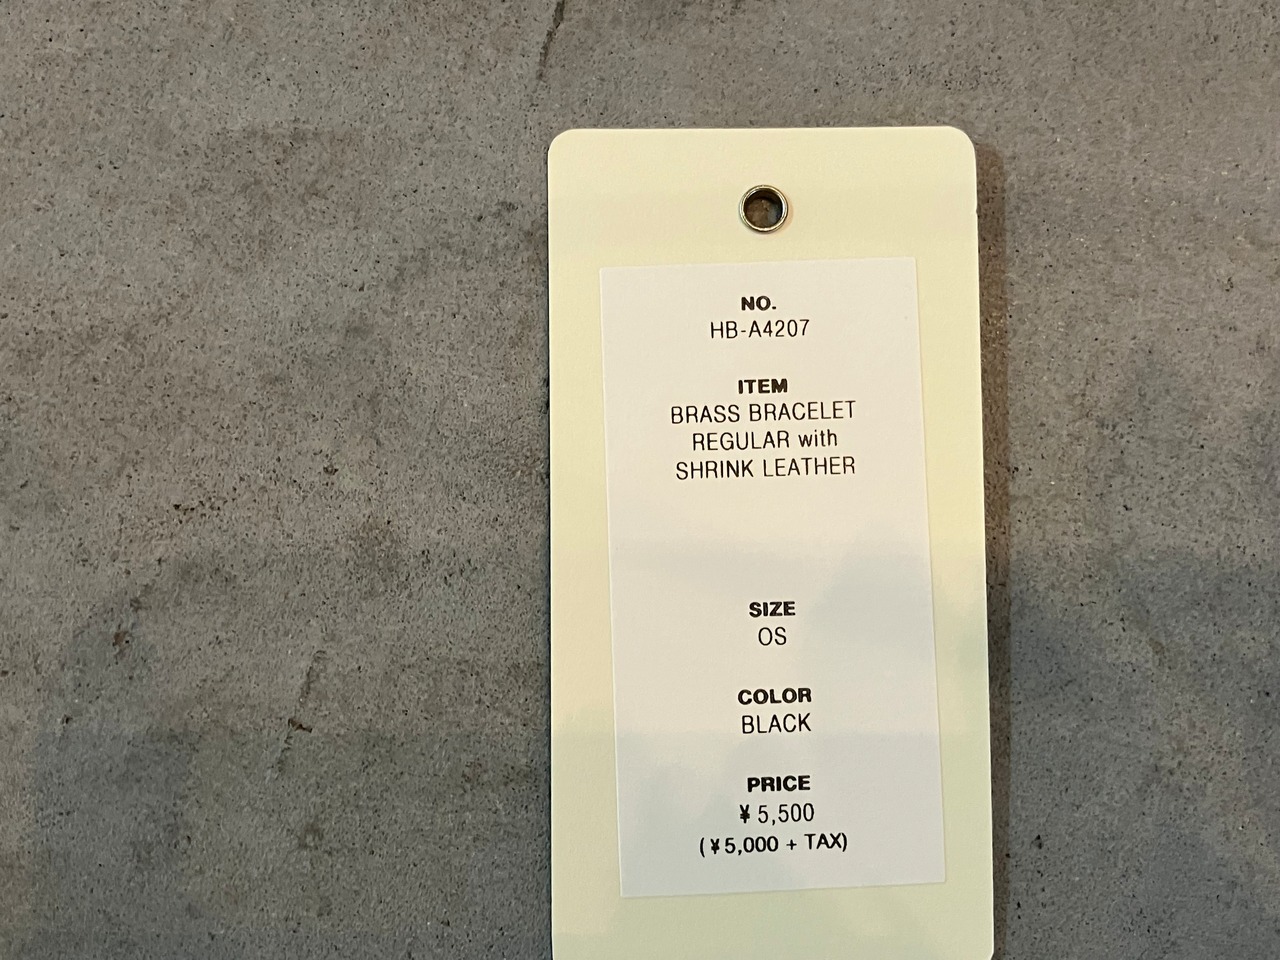 NO.
HB-A4207
ITEM
BRASS BRACELET
REGULAR with
SHRINK LEATHER
SIZE
OS
COLOR
BLACK
PRICE
¥ 5,500
(¥5,000 + TAX)